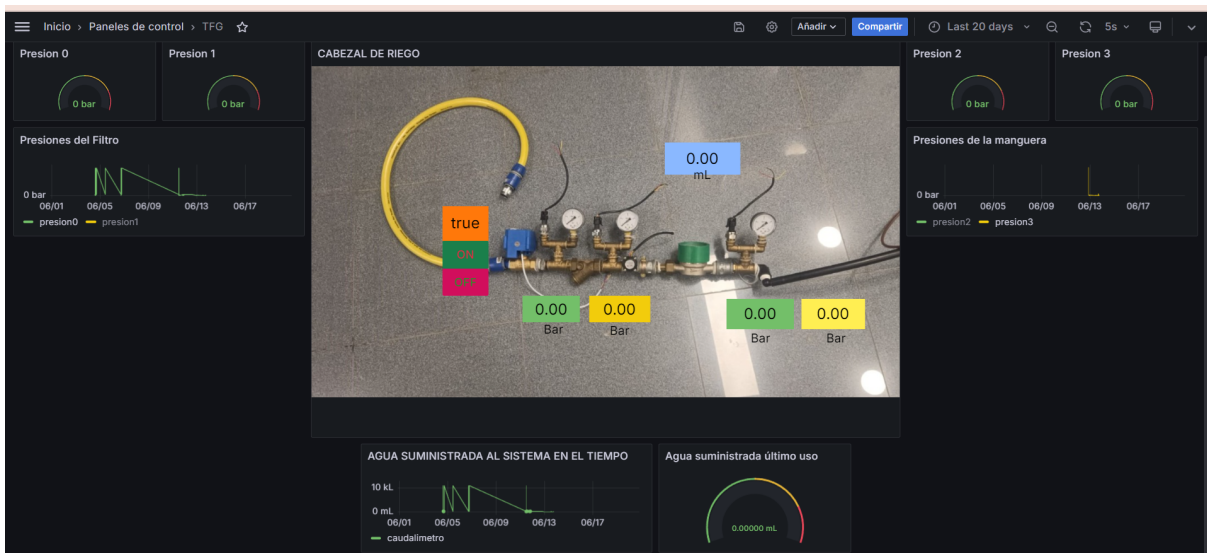 Inicio › Paneles de control › TFG
Añadir
Compartir
Last 20 days
5s
Presion 0
0 bar
Presion 1
0 bar
Presiones del Filtro
0 bar
06/01 06/05 06/09 06/13 06/17
presion0 presion1
CABEZAL DE RIEGO
0.00
mL
true
ON
OFF
0.00
Bar
0.00
Bar
0.00
Bar
0.00
Bar
Presion 2
0 bar
Presion 3
0 bar
Presiones de la manguera
0 bar
06/01 06/05 06/09 06/13 06/17
presion2 presion3
AGUA SUMINISTRADA AL SISTEMA EN EL TIEMPO
10 kL
0 mL
06/01 06/05 06/09 06/13 06/17
caudalimetro
Agua suministrada último uso
0.00000 mL